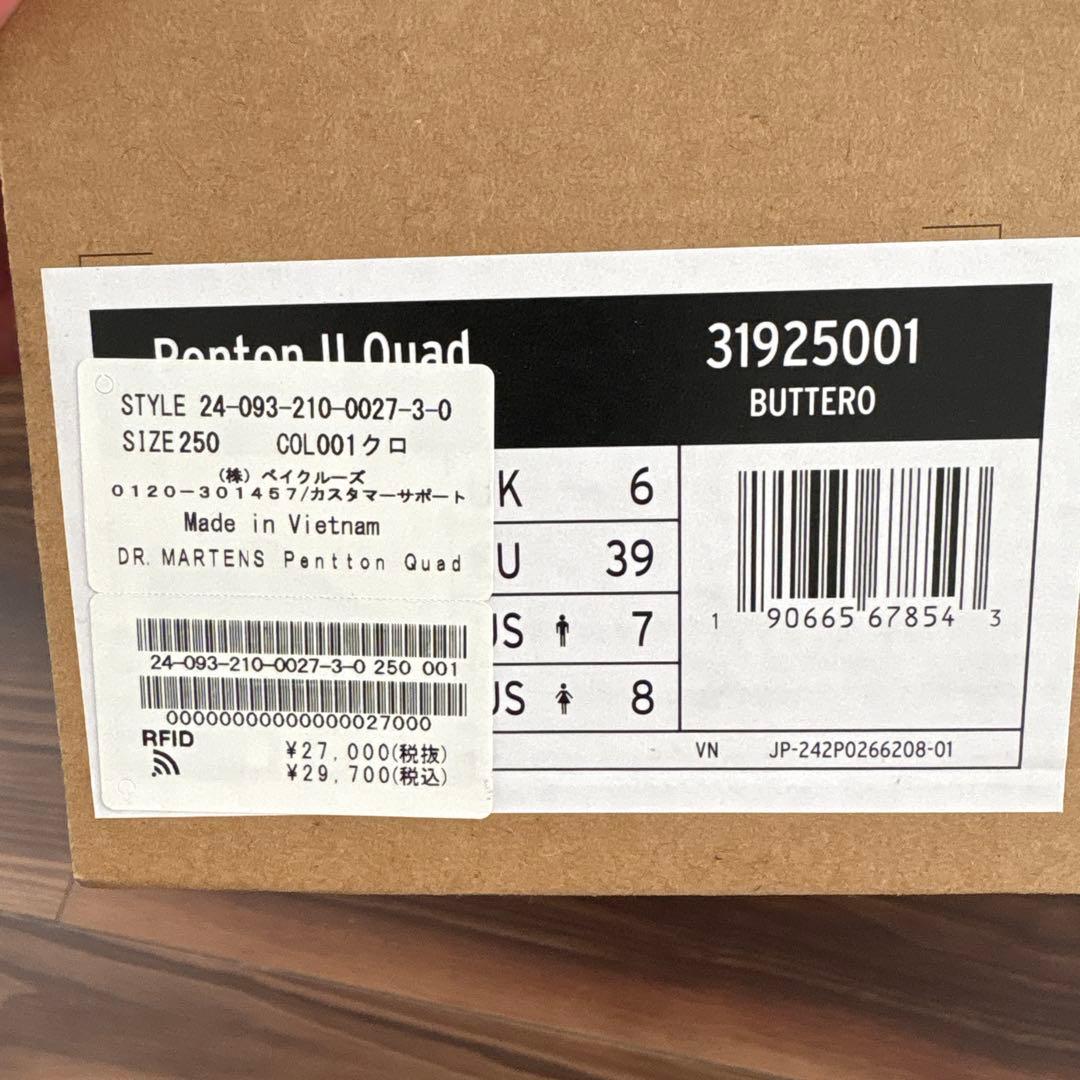 Penton II Quad
31925001
BUTTERO
STYLE 24-093-210-0027-3-0
SIZE250 COL001クロ
(株)ベイクルーズ
0120-301457/カスタマーサポート
Made in Vietnam
DR. MARTENS Pentton Quad
24-093-210-0027-3-0 250 001
00000000000000027000
RFID
¥27,000(税抜)
¥29,700(税込)
K 6
U 39
US 7
US 8
1 90665 67854 3
VN JP-242P0266208-01